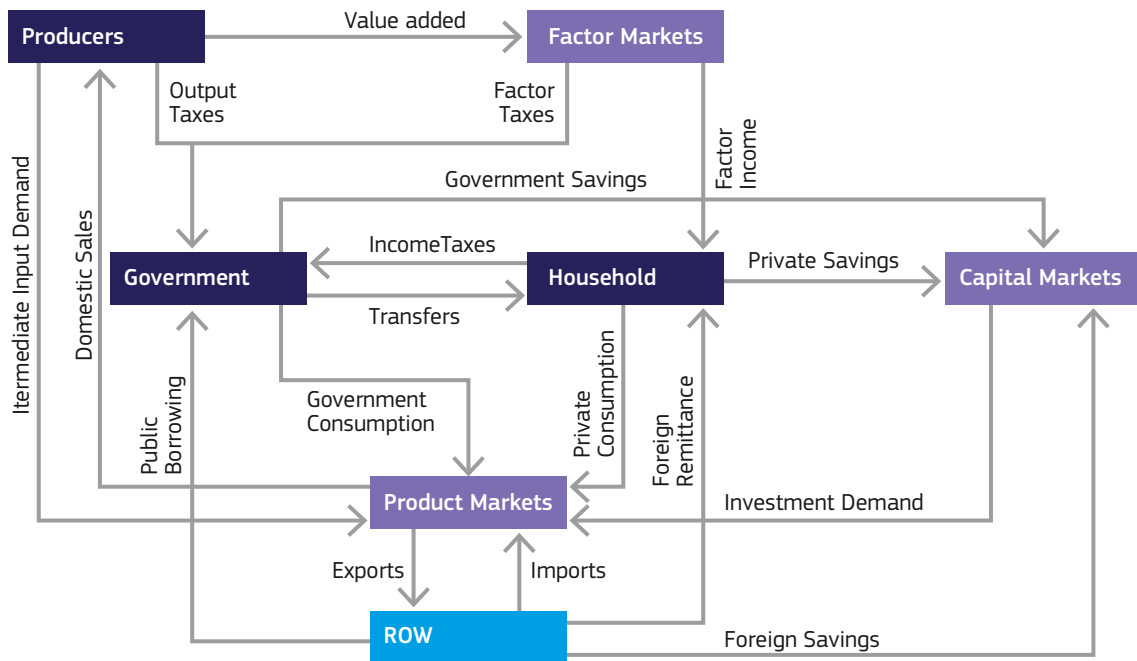 Producers
Value added
Factor Markets
Output
Taxes
Factor
Taxes
Factor
Income
Itermediate Input Demand
Domestic Sales
Government Savings
Government
IncomeTaxes
Transfers
Household
Private Savings
Capital Markets
Public
Borrowing
Government
Consumption
Private
Consumption
Foreign
Remittance
Product Markets
Investment Demand
Exports
Imports
ROW
Foreign Savings